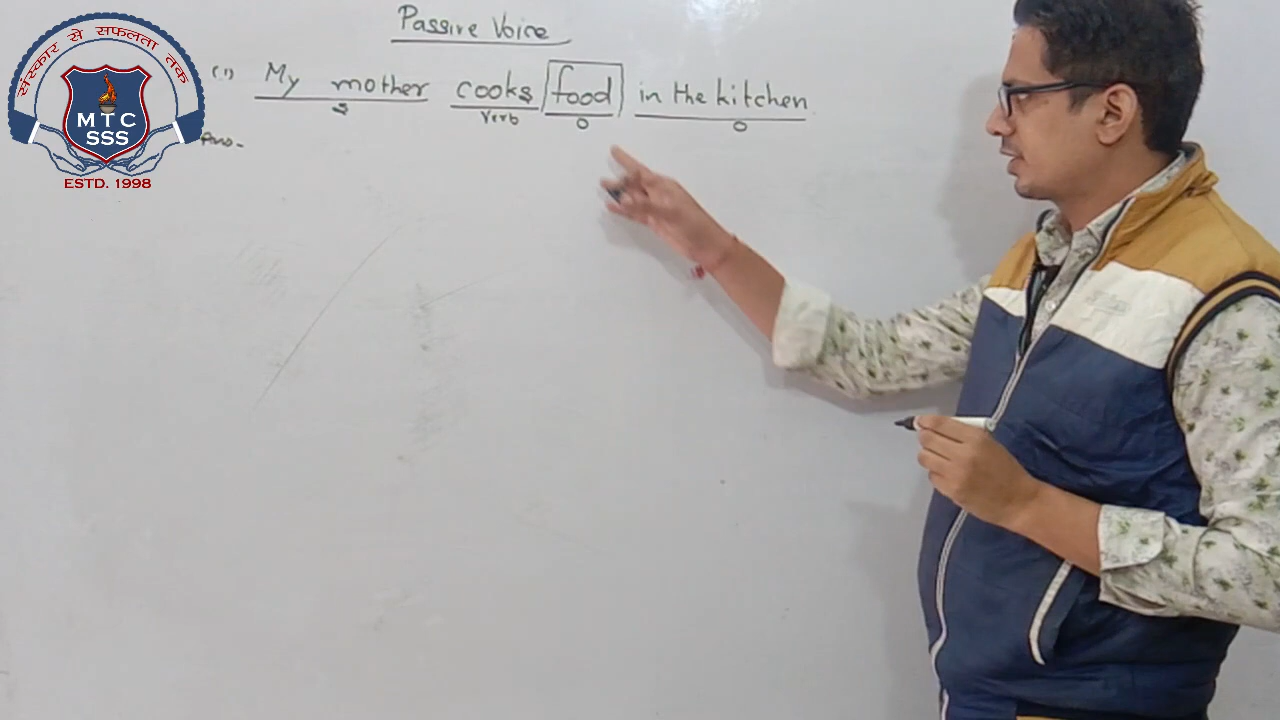 संस्कार से सफलता तक
MTC
SSS
ESTD. 1998
Passive Voice
(1) My mother cooks food in the kitchen
S Verb O O
Ans-